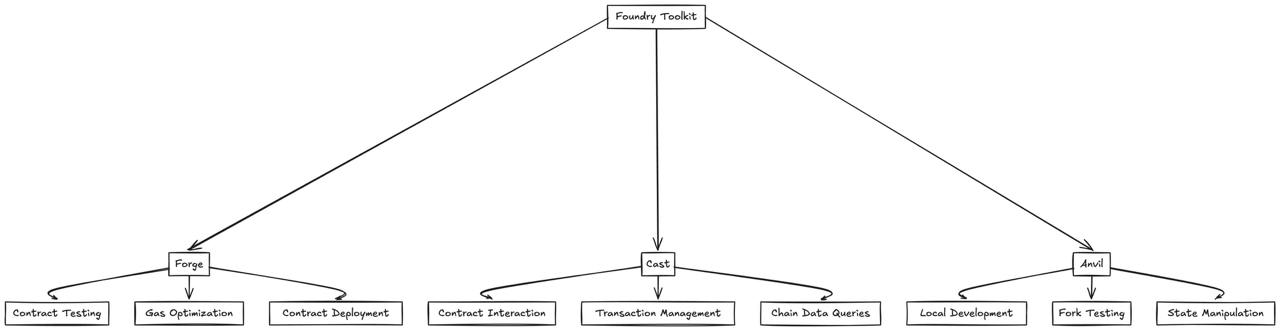 Foundry Toolkit
Forge
Cast
Anvil
Contract Testing
Gas Optimization
Contract Deployment
Contract Interaction
Transaction Management
Chain Data Queries
Local Development
Fork Testing
State Manipulation